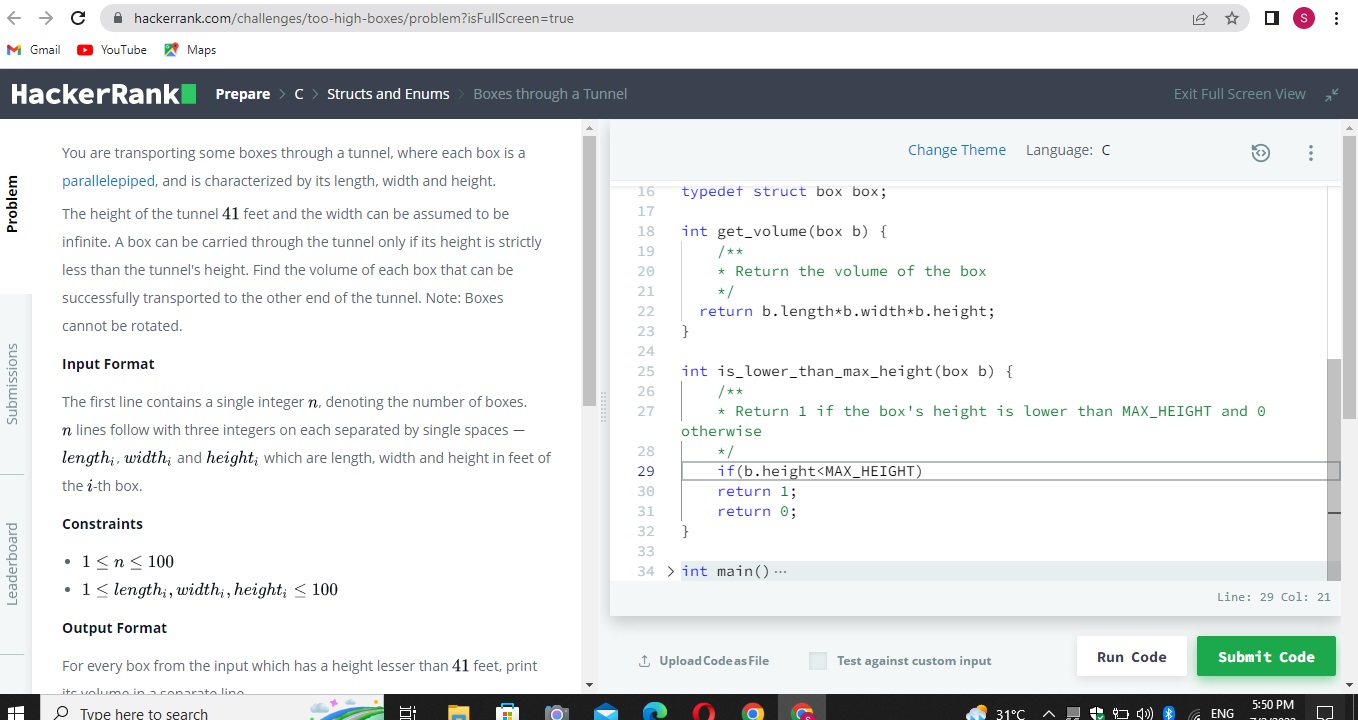 hackerrank.com/challenges/too-high-boxes/problem?isFullScreen=true
S
Gmail YouTube Maps
HackerRank Prepare > C > Structs and Enums > Boxes through a Tunnel
Exit Full Screen View
Problem
Submissions
Leaderboard
You are transporting some boxes through a tunnel, where each box is a
parallelepiped, and is characterized by its length, width and height.
The height of the tunnel 41 feet and the width can be assumed to be
infinite. A box can be carried through the tunnel only if its height is strictly
less than the tunnel's height. Find the volume of each box that can be
successfully transported to the other end of the tunnel. Note: Boxes
cannot be rotated.
Input Format
The first line contains a single integer n, denoting the number of boxes.
n lines follow with three integers on each separated by single spaces –
lengthᵢ, widthᵢ and heightᵢ which are length, width and height in feet of
the i-th box.
Constraints
• 1 ≤ n ≤ 100
• 1 ≤ lengthᵢ, widthᵢ, heightᵢ ≤ 100
Output Format
For every box from the input which has a height lesser than 41 feet, print
its volume in a separate line.
Change Theme Language: C
16 typedef struct box box;
17
18 int get_volume(box b) {
19 /**
20 * Return the volume of the box
21 */
22 return b.length*b.width*b.height;
23 }
24
25 int is_lower_than_max_height(box b) {
26 /**
27 * Return 1 if the box's height is lower than MAX_HEIGHT and 0
otherwise
28 */
29 if(b.height<MAX_HEIGHT)
30 return 1;
31 return 0;
32 }
33
34 > int main() ···
Line: 29 Col: 21
Upload Code as File
Test against custom input
Run Code
Submit Code
Type here to search
31°C
ENG
5:50 PM